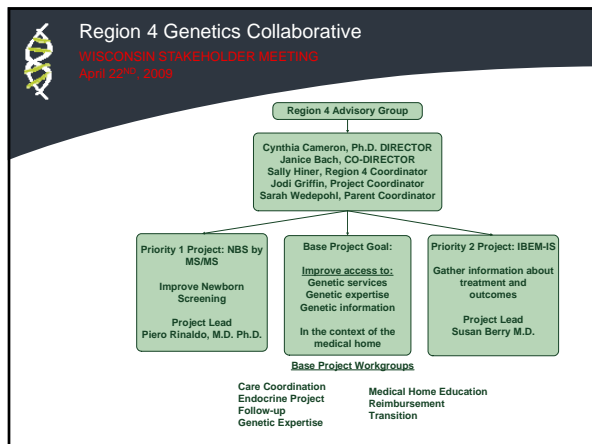 Region 4 Genetics Collaborative
WISCONSIN STAKEHOLDER MEETING
April 22ND, 2009
Region 4 Advisory Group
Cynthia Cameron, Ph.D. DIRECTOR
Janice Bach, CO-DIRECTOR
Sally Hiner, Region 4 Coordinator
Jodi Griffin, Project Coordinator
Sarah Wedepohl, Parent Coordinator
Priority 1 Project: NBS by
MS/MS
Improve Newborn
Screening
Project Lead
Piero Rinaldo, M.D. Ph.D.
Base Project Goal:
Improve access to:
Genetic services
Genetic expertise
Genetic information
In the context of the
medical home
Priority 2 Project: IBEM-IS
Gather information about
treatment and
outcomes
Project Lead
Susan Berry M.D.
Base Project Workgroups
Care Coordination
Endocrine Project
Follow-up
Genetic Expertise
Medical Home Education
Reimbursement
Transition